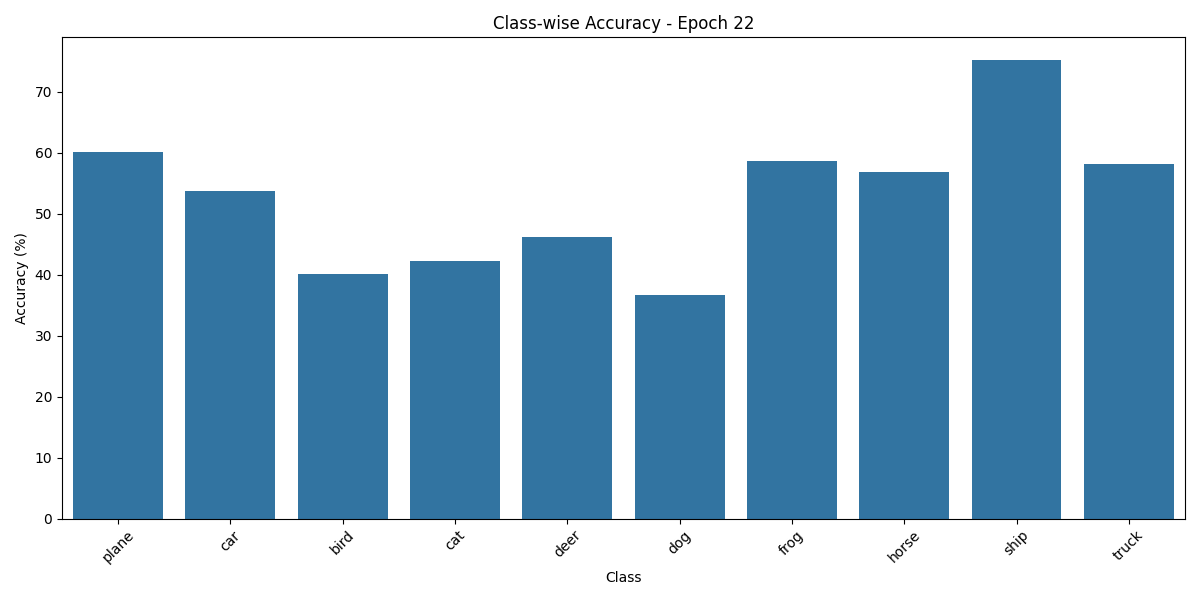 Class-wise Accuracy - Epoch 22
Accuracy (%)
70
60
50
40
30
20
10
0
plane
car
bird
cat
deer
dog
frog
horse
ship
truck
Class